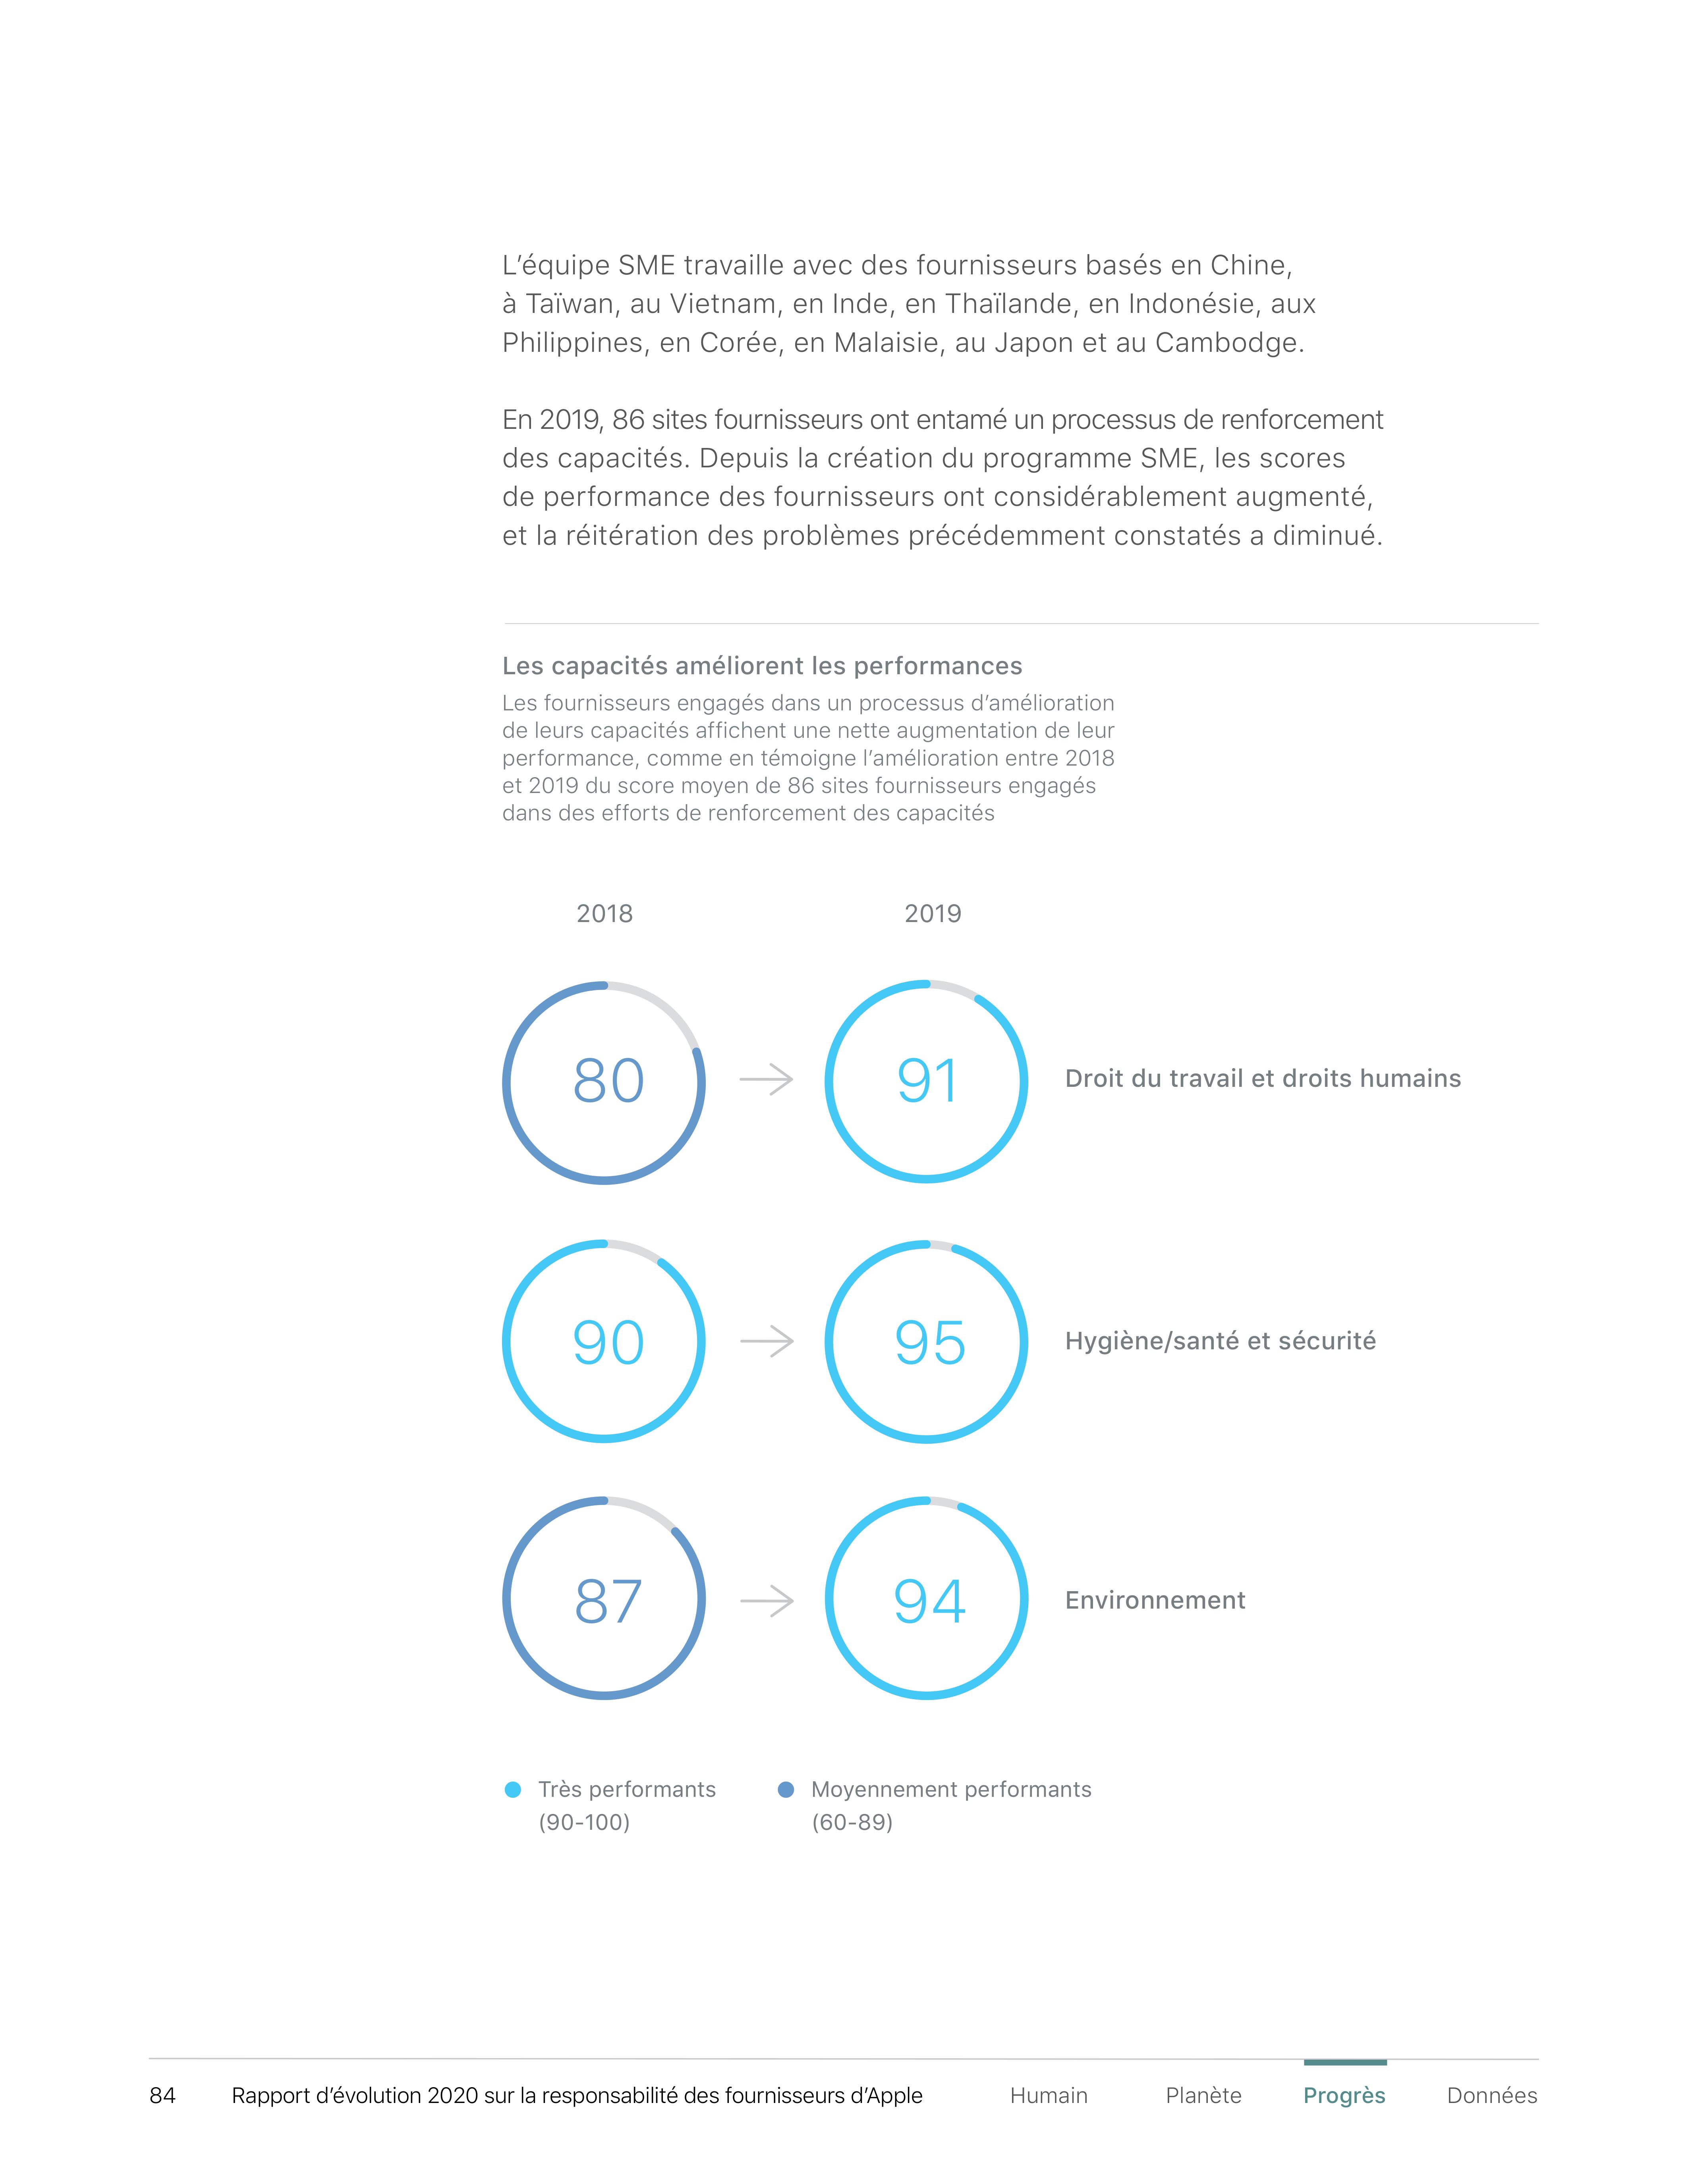 L’équipe SME travaille avec des fournisseurs basés en Chine,
à Taïwan, au Vietnam, en Inde, en Thaïlande, en Indonésie, aux
Philippines, en Corée, en Malaisie, au Japon et au Cambodge.
En 2019, 86 sites fournisseurs ont entamé un processus de renforcement
des capacités. Depuis la création du programme SME, les scores
de performance des fournisseurs ont considérablement augmenté,
et la réitération des problèmes précédemment constatés a diminué.
Les capacités améliorent les performances
Les fournisseurs engagés dans un processus d’amélioration
de leurs capacités affichent une nette augmentation de leur
performance, comme en témoigne l’amélioration entre 2018
et 2019 du score moyen de 86 sites fournisseurs engagés
dans des efforts de renforcement des capacités
2018 2019
80 91 Droit du travail et droits humains
90 95 Hygiène/santé et sécurité
87 94 Environnement
Très performants Moyennement performants
(90-100) (60-89)
84 Rapport d’évolution 2020 sur la responsabilité des fournisseurs d’Apple Humain Planète Progrès Données